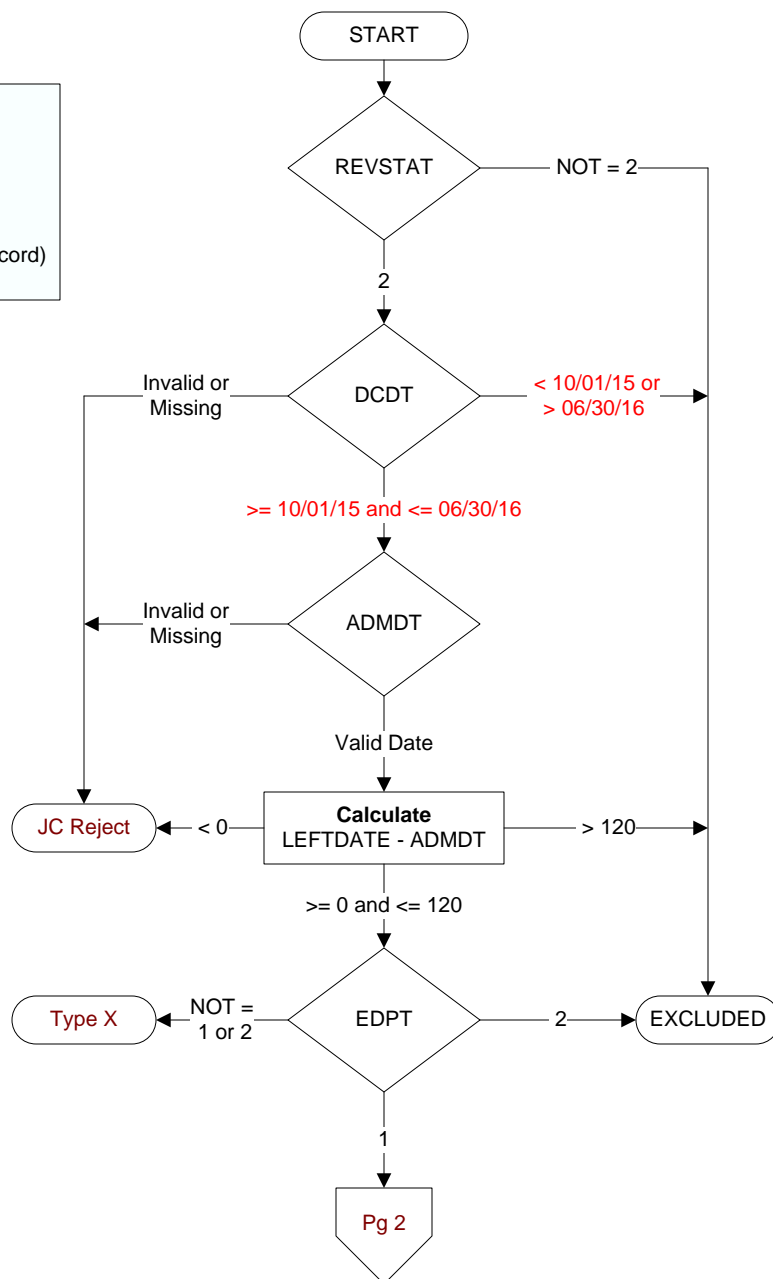 START
REVSTAT
NOT = 2
cord)
2
Invalid or
Missing
DCDT
< 10/01/15 or
> 06/30/16
>= 10/01/15 and <= 06/30/16
Invalid or
Missing
ADMDT
Valid Date
JC Reject
< 0
Calculate
LEFTDATE - ADMDT
> 120
>= 0 and <= 120
Type X
NOT =
1 or 2
EDPT
2
EXCLUDED
1
Pg 2